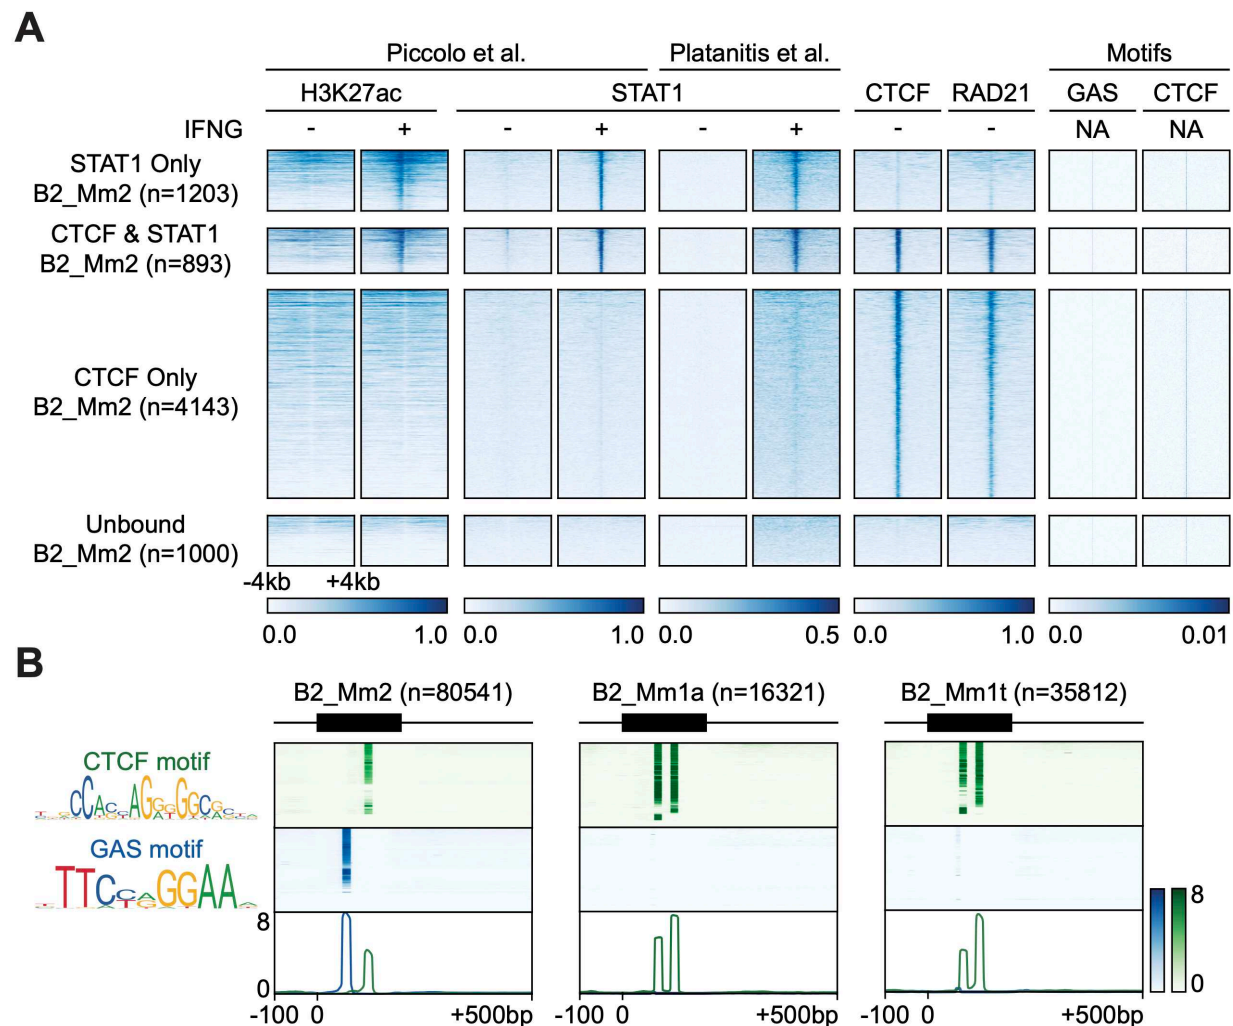 A
Piccolo et al. Platanitis et al. Motifs
H3K27ac STAT1 CTCF RAD21 GAS CTCF
IFNG - + - + - + - - NA NA
STAT1 Only
B2_Mm2 (n=1203)
CTCF & STAT1
B2_Mm2 (n=893)
CTCF Only
B2_Mm2 (n=4143)
Unbound
B2_Mm2 (n=1000)
-4kb +4kb
0.0 1.0 0.0 1.0 0.0 0.5 0.0 1.0 0.0 0.01
B
B2_Mm2 (n=80541) B2_Mm1a (n=16321) B2_Mm1t (n=35812)
CTCF motif
GAS motif
TTCC GGAA
8 8
0 0
-100 0 +500bp -100 0 +500bp -100 0 +500bp